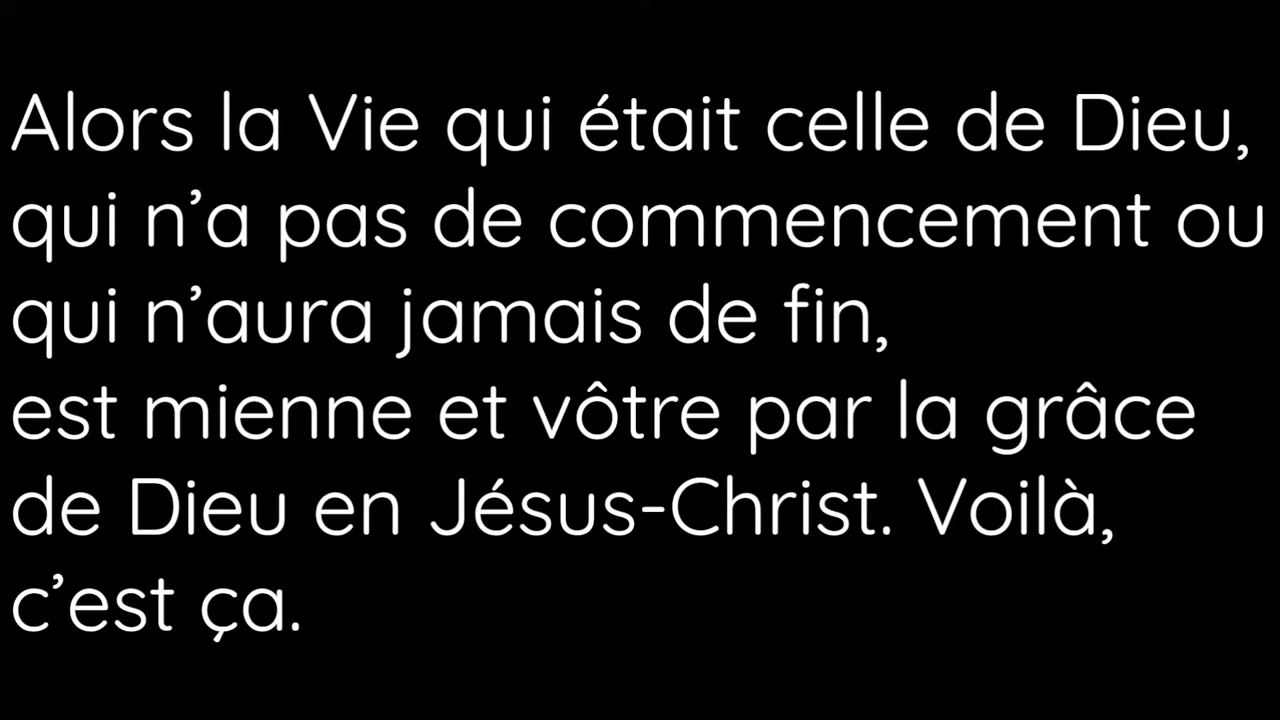 Alors la Vie qui était celle de Dieu,
qui n’a pas de commencement ou
qui n’aura jamais de fin,
est mienne et vôtre par la grâce
de Dieu en Jésus-Christ. Voilà,
c’est ça.